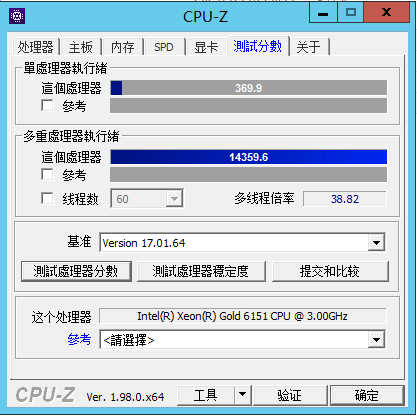 CPU-Z
处理器 主板 内存 SPD 显卡 測試分數 关于
單處理器執行緒
這個處理器 369.9
參考
多重處理器執行緒
這個處理器 14359.6
參考
线程数 60 多线程倍率 38.82
基准 Version 17.01.64
測試處理器分數 測試處理器穩定度 提交和比较
这个处理器 Intel(R) Xeon(R) Gold 6151 CPU @ 3.00GHz
參考 <請選擇>
CPU-Z Ver. 1.98.0.x64 工具 验证 确定